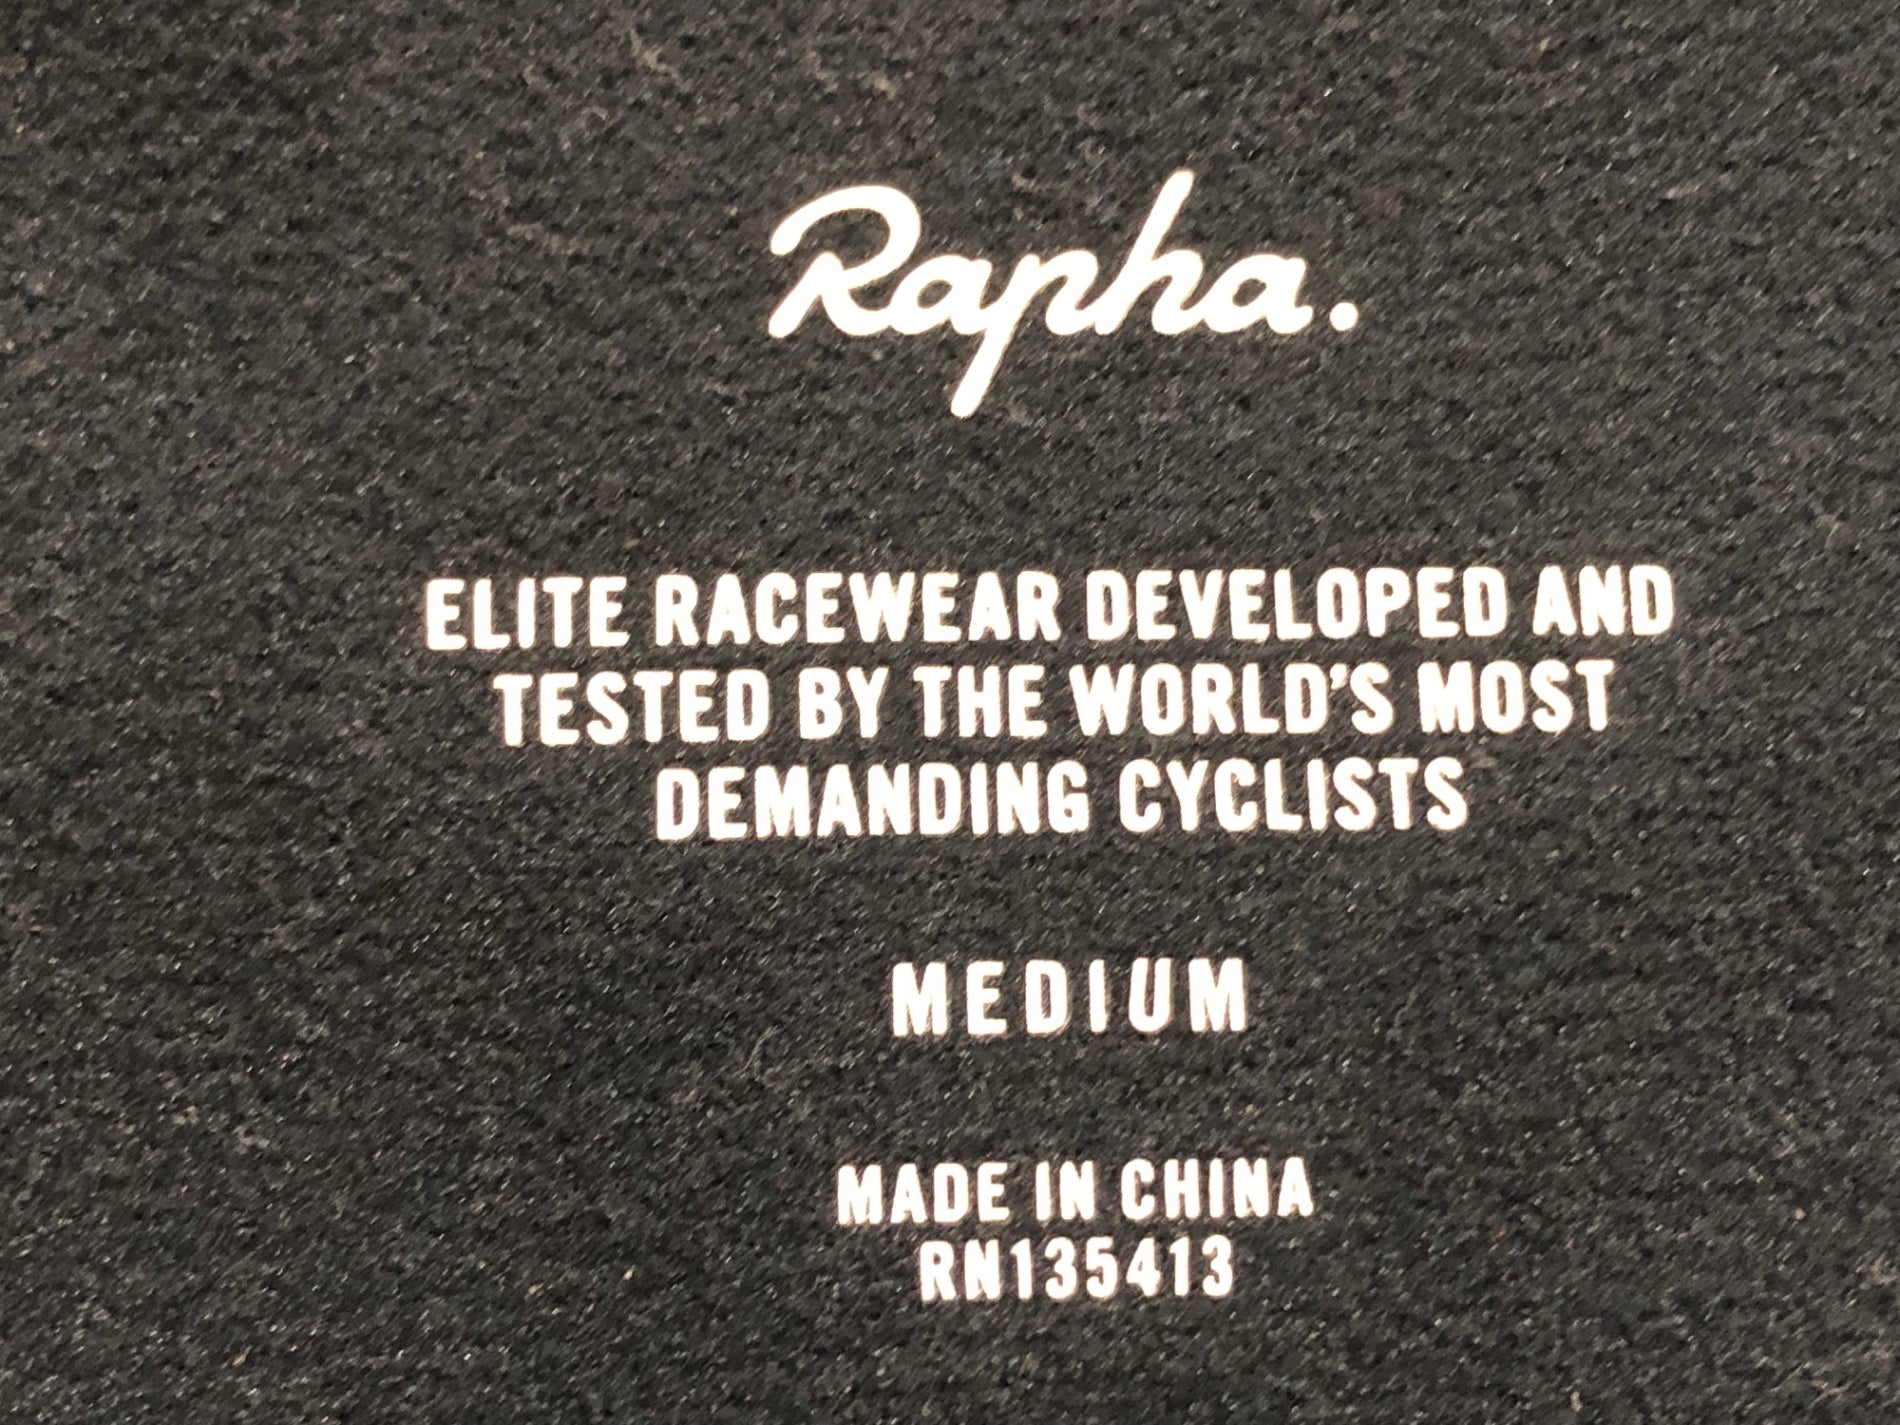 Rapha.
ELITE RACEWEAR DEVELOPED AND
TESTED BY THE WORLD'S MOST
DEMANDING CYCLISTS
MEDIUM
MADE IN CHINA
RN135413